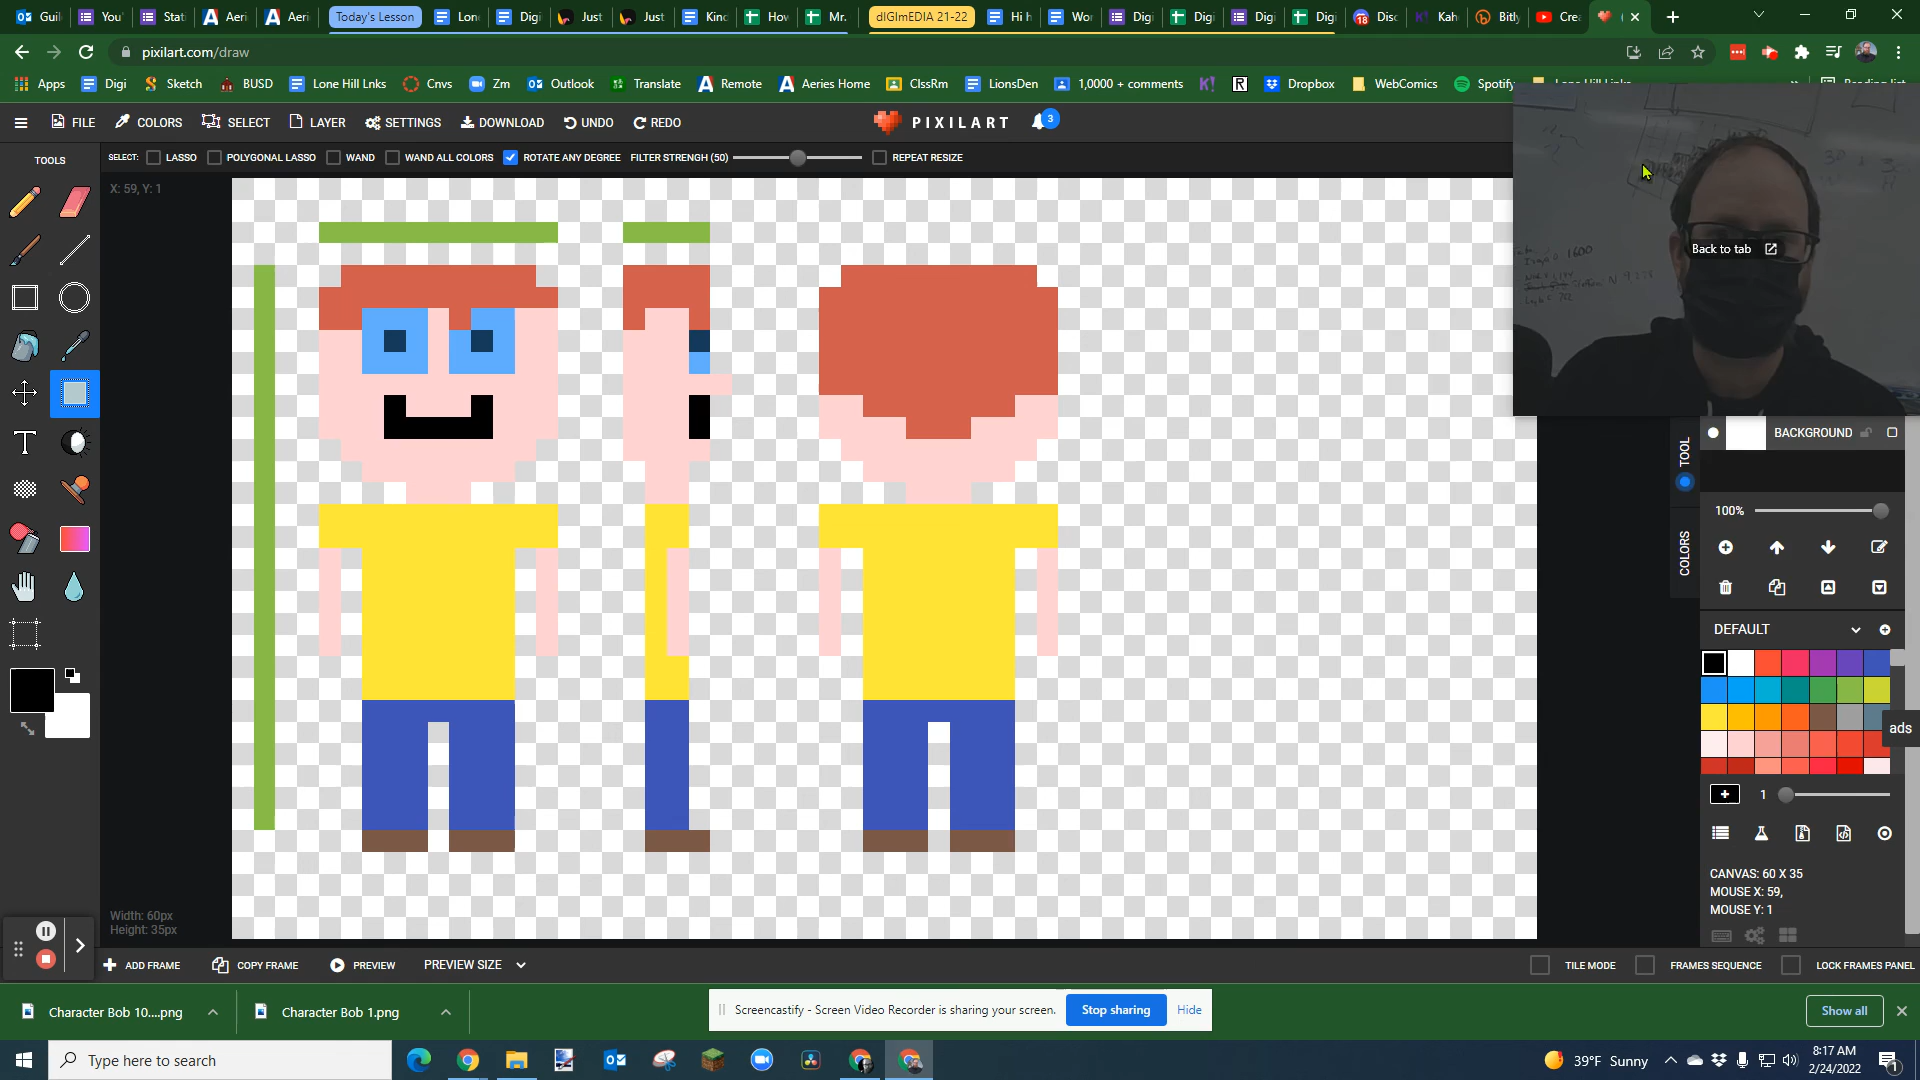 Guil
You'
Stati
Aeri
Aeri
Today's Lesson
Lon
Digi
Just
Just
Kind
How
Mr.
dIGImEDIA 21-22
Hi h
Wor
Digi
Digi
Digi
Digi
Disc
Kah
Bitly
Crea
pixilart.com/draw
Apps
Digi
Sketch
BUSD
Lone Hill Lnks
Cnvs
Zm
Outlook
Translate
Remote
Aeries Home
ClssRm
LionsDen
1,0000 + comments
Dropbox
WebComics
Spotify
FILE
COLORS
SELECT
LAYER
SETTINGS
DOWNLOAD
UNDO
REDO
PIXILART
3
TOOLS
SELECT:
LASSO
POLYGONAL LASSO
WAND
WAND ALL COLORS
ROTATE ANY DEGREE
FILTER STRENGH (50)
REPEAT RESIZE
X: 59, Y: 1
Back to tab
1600
TOOL
BACKGROUND
100%
COLORS
DEFAULT
ads
1
CANVAS: 60 X 35
MOUSE X: 59,
MOUSE Y: 1
Width: 60px
Height: 35px
ADD FRAME
COPY FRAME
PREVIEW
PREVIEW SIZE
TILE MODE
FRAMES SEQUENCE
LOCK FRAMES PANEL
Character Bob 10....png
Character Bob 1.png
Screencastify - Screen Video Recorder is sharing your screen.
Stop sharing
Hide
Show all
Type here to search
39°F Sunny
8:17 AM
2/24/2022
1